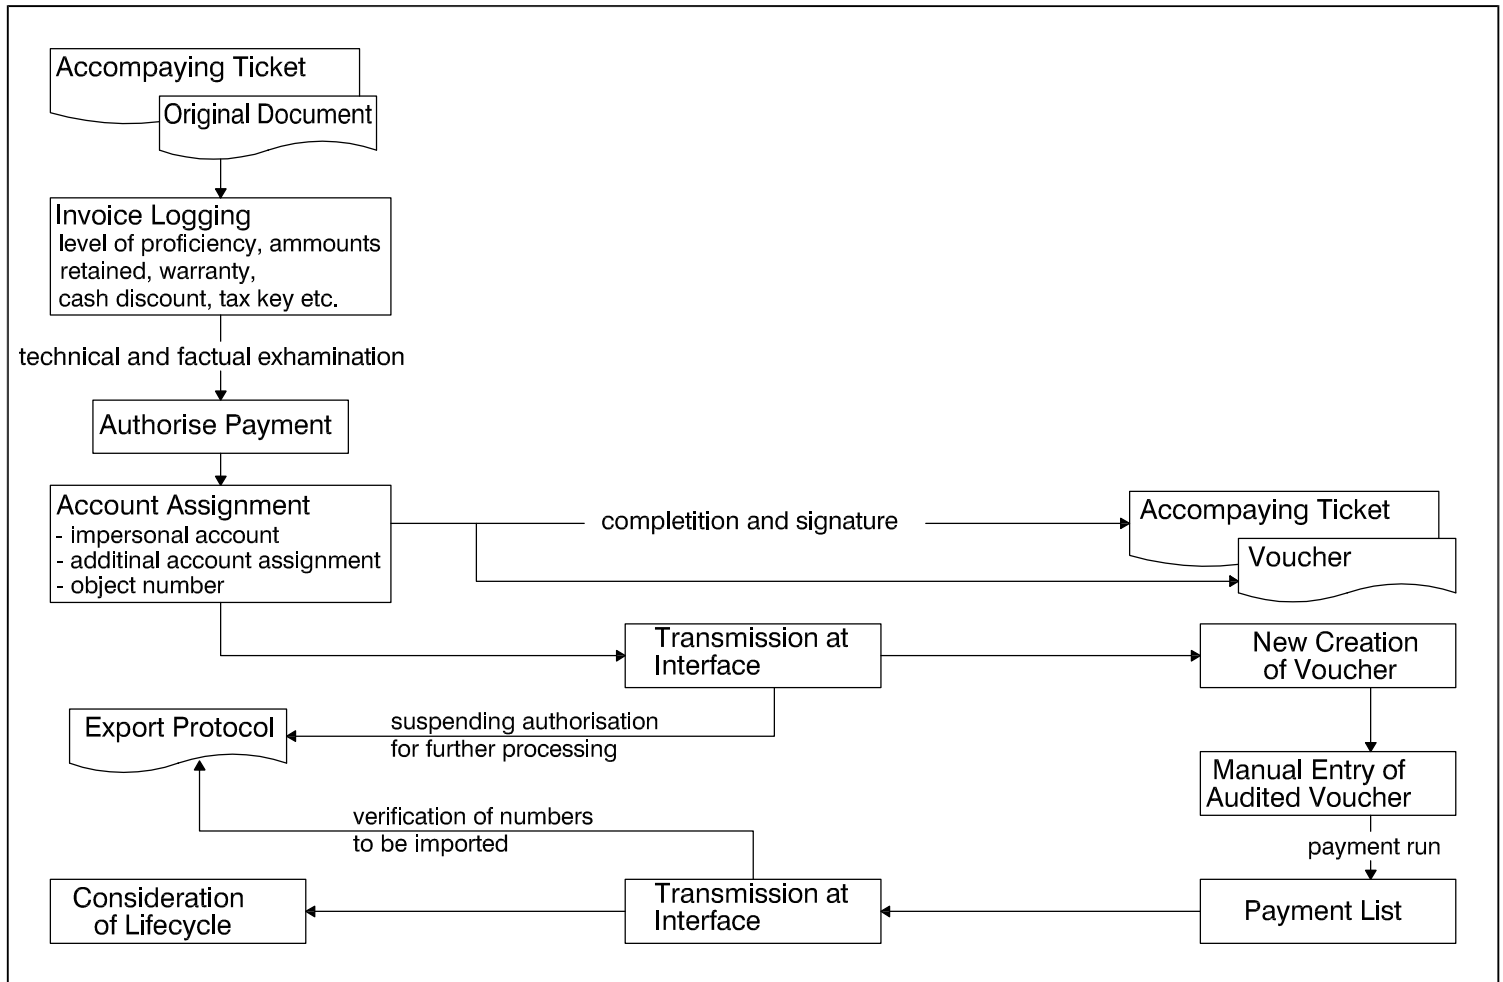 Accompaying Ticket
Original Document
Invoice Logging
level of proficiency, ammounts
retained, warranty,
cash discount, tax key etc.
technical and factual exhamination
Authorise Payment
Account Assignment
- impersonal account
- additinal account assignment
- object number
completition and signature
Accompaying Ticket
Voucher
Transmission at
Interface
New Creation
of Voucher
Export Protocol
suspending authorisation
for further processing
Manual Entry of
Audited Voucher
verification of numbers
to be imported
payment run
Consideration
of Lifecycle
Transmission at
Interface
Payment List